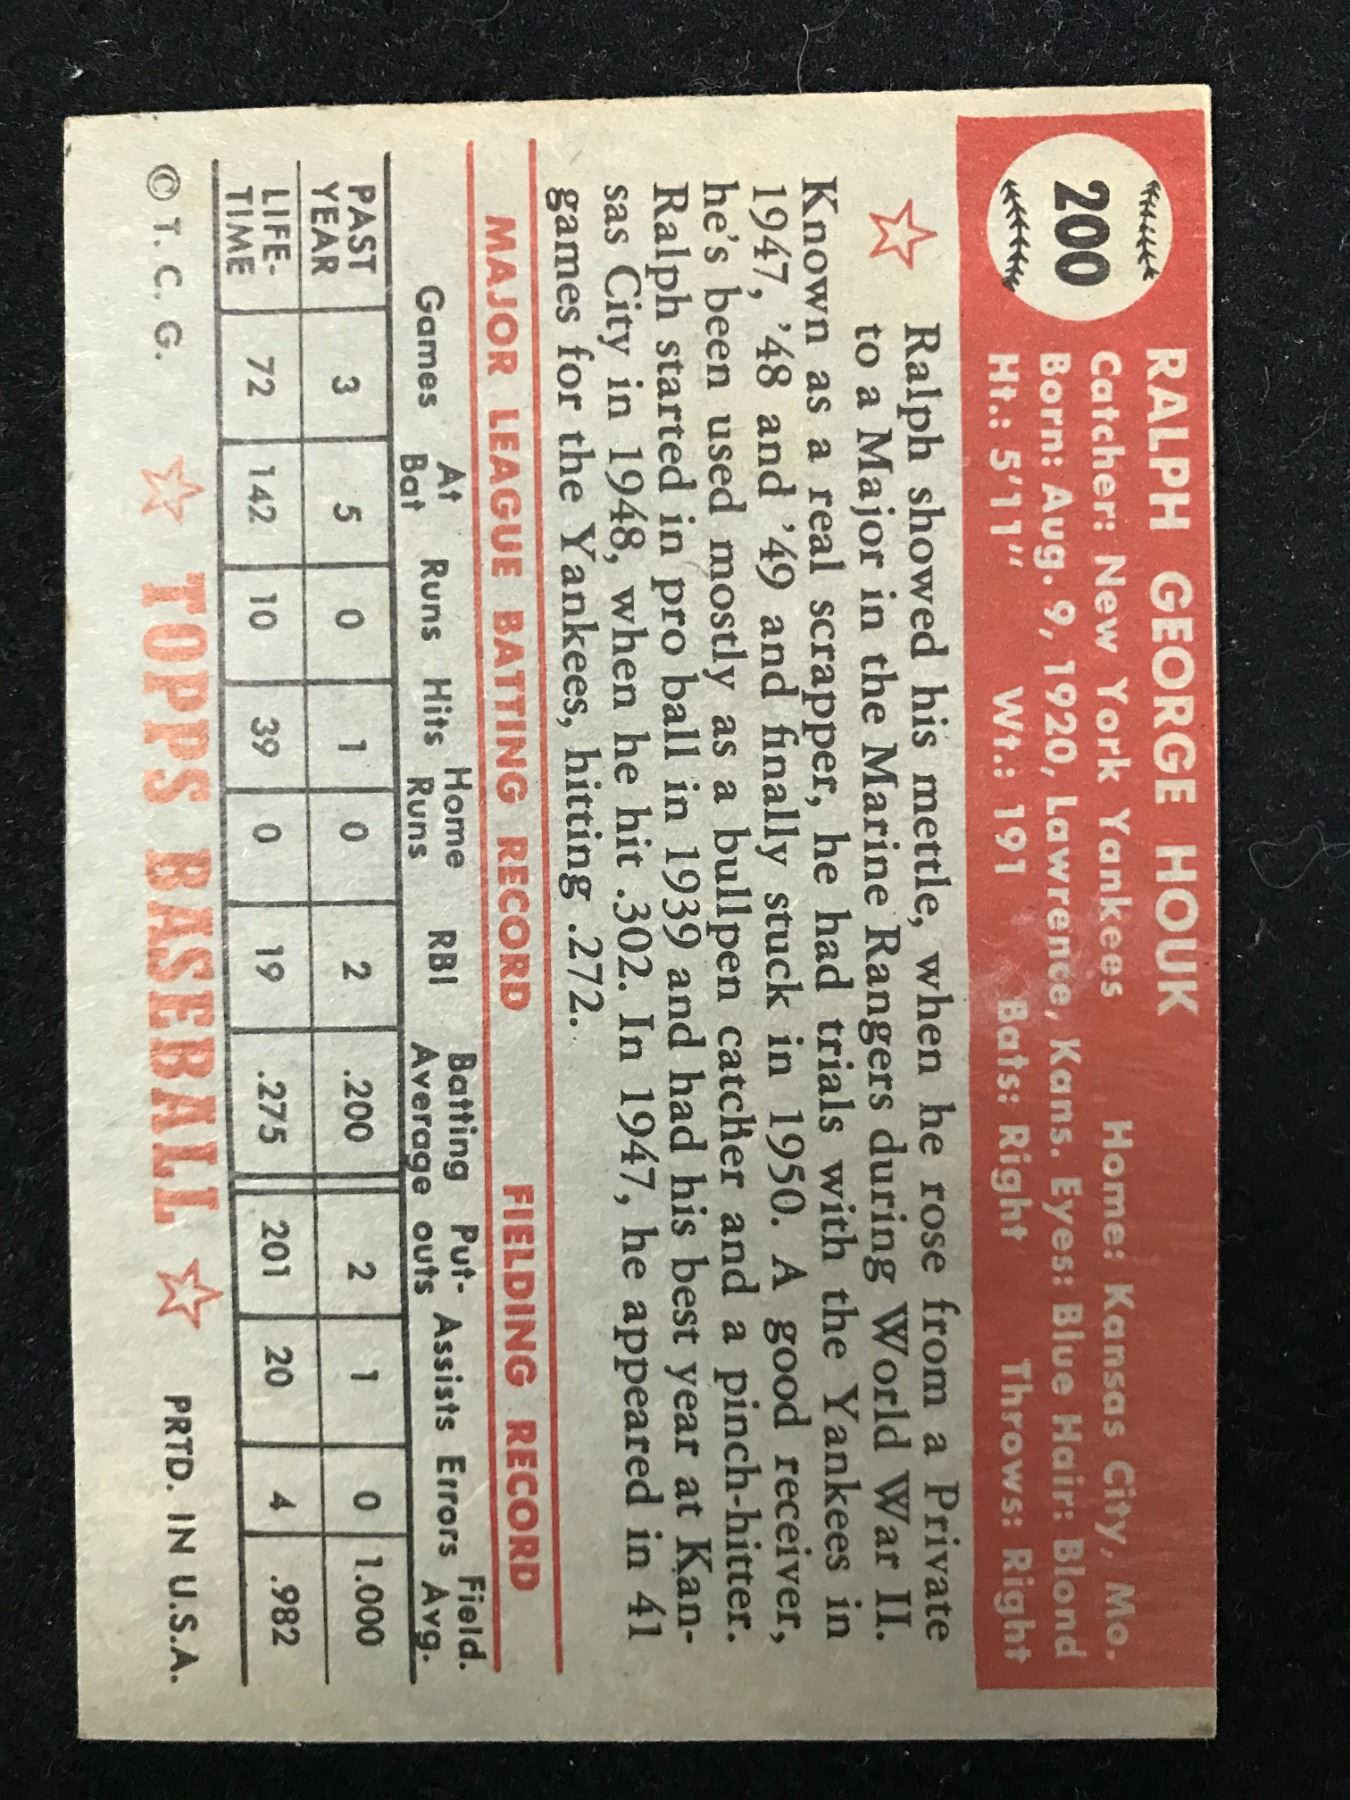 200
RALPH GEORGE HOUK
Catcher: New York Yankees Home: Kansas City, Mo.
Born: Aug. 9, 1920, Lawrence, Kans. Eyes: Blue Hair: Blond
Ht.: 5'11" Wt.: 191 Bats: Right Throws: Right
Ralph showed his mettle, when he rose from a Private
to a Major in the Marine Rangers during World War II.
Known as a real scrapper, he had trials with the Yankees in
1947, '48 and '49 and finally stuck in 1950. A good receiver,
he's been used mostly as a bullpen catcher and a pinch-hitter.
Ralph started in pro ball in 1939 and had his best year at Kan-
sas City in 1948, when he hit .302. In 1947, he appeared in 41
games for the Yankees, hitting .272.
MAJOR LEAGUE BATTING RECORD FIELDING RECORD
Games At Bat Runs Hits Home Runs RBI Batting Average Put-outs Assists Errors Field. Avg.
PAST YEAR 3 5 0 1 0 2 .200 2 1 0 1.000
LIFE-TIME 72 142 10 39 0 19 .275 201 20 4 .982
© T. C. G. TOPPS BASEBALL PRTD. IN U.S.A.